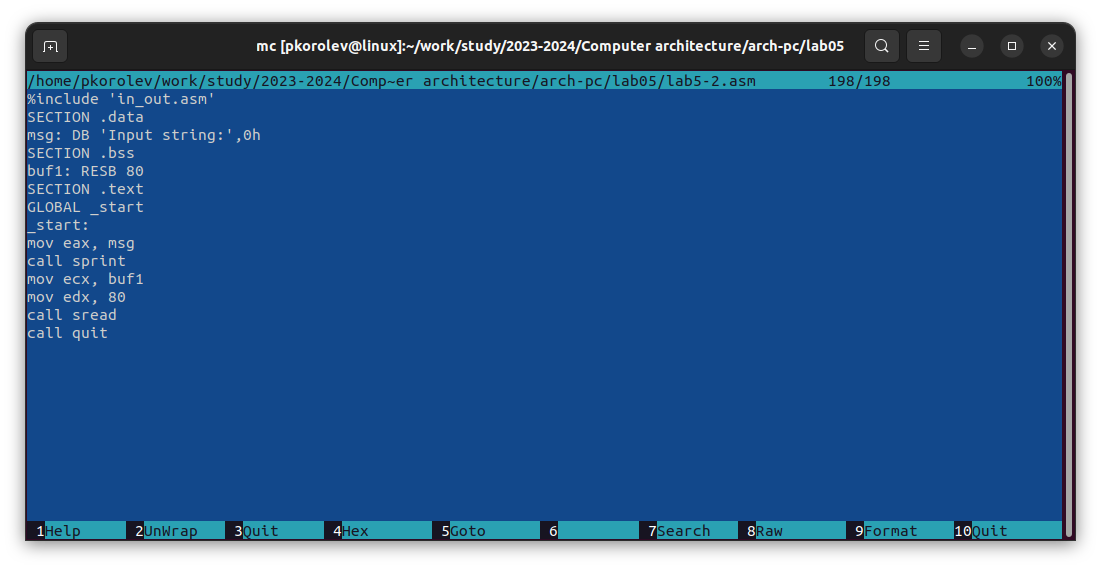 mc [pkorolev@linux]:~/work/study/2023-2024/Computer architecture/arch-pc/lab05
/home/pkorolev/work/study/2023-2024/Comp~er architecture/arch-pc/lab05/lab5-2.asm 198/198 100%
%include 'in_out.asm'
SECTION .data
msg: DB 'Input string:',0h
SECTION .bss
buf1: RESB 80
SECTION .text
GLOBAL _start
_start:
mov eax, msg
call sprint
mov ecx, buf1
mov edx, 80
call sread
call quit
1Help 2UnWrap 3Quit 4Hex 5Goto 6 7Search 8Raw 9Format 10Quit